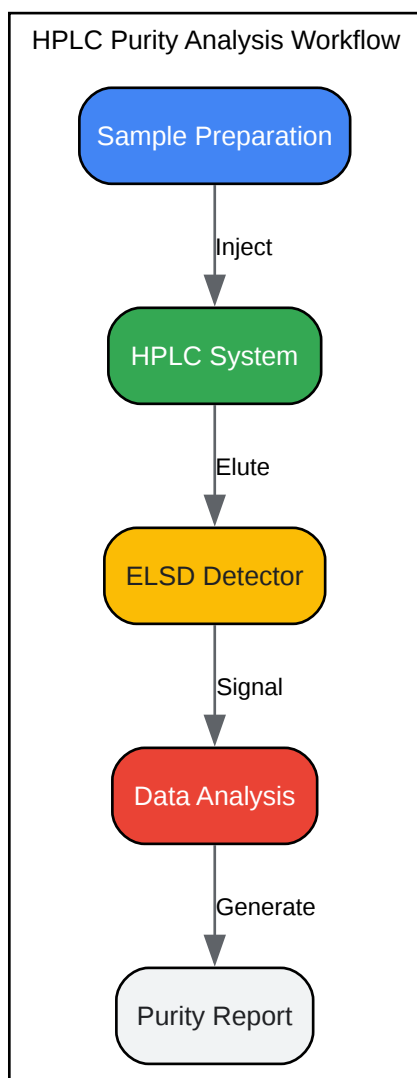 HPLC Purity Analysis Workflow
Sample Preparation
Inject
HPLC System
Elute
ELSD Detector
Signal
Data Analysis
Generate
Purity Report